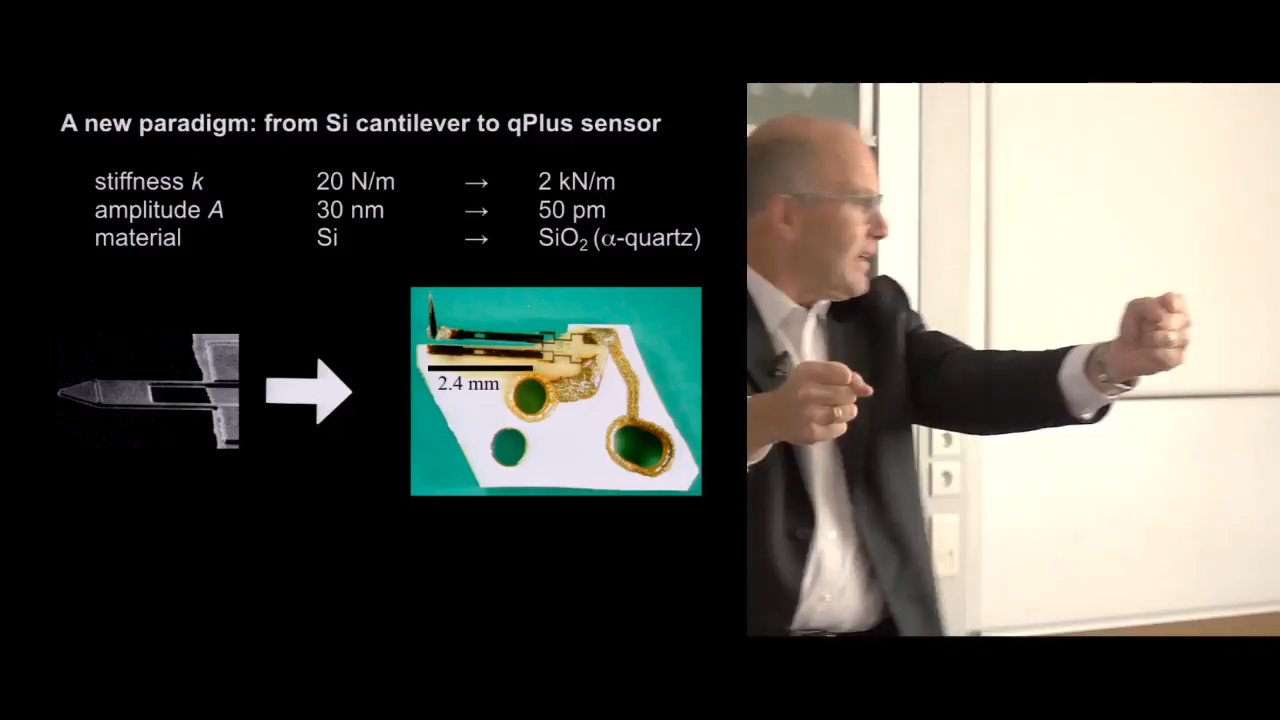 A new paradigm: from Si cantilever to qPlus sensor
stiffness k 20 N/m → 2 kN/m
amplitude A 30 nm → 50 pm
material Si → SiO₂ (α-quartz)
2.4 mm